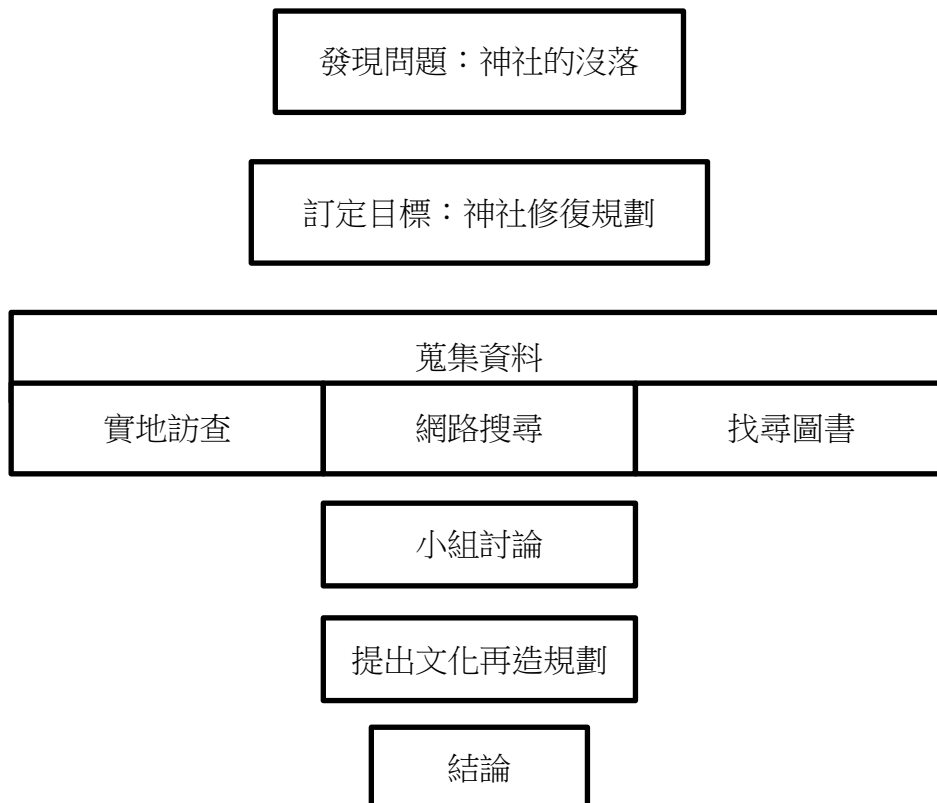 發現問題：神社的沒落
訂定目標：神社修復規劃
蒐集資料
實地訪查
網路搜尋
找尋圖書
小組討論
提出文化再造規劃
結論